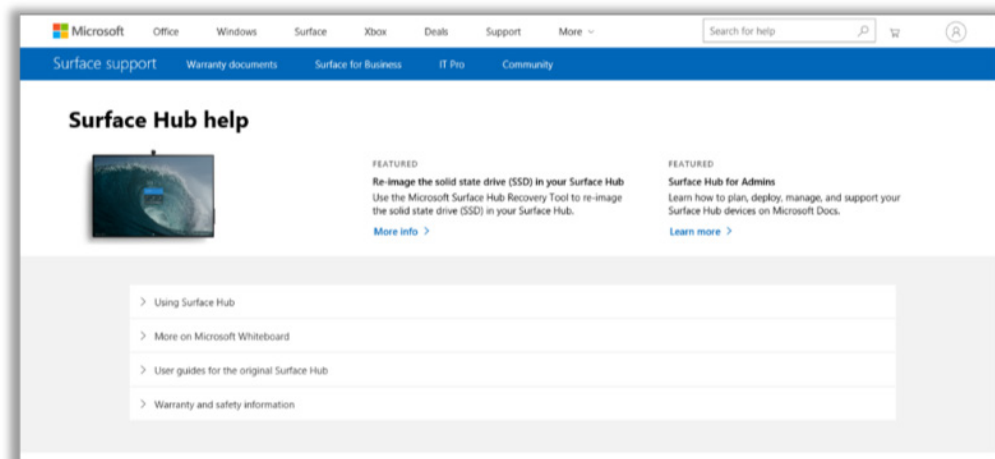 Microsoft Office Windows Surface Xbox Deals Support More Search for help
Surface support Warranty documents Surface for Business IT Pro Community
Surface Hub help
FEATURED
Re-image the solid state drive (SSD) in your Surface Hub
Use the Microsoft Surface Hub Recovery Tool to re-image
the solid state drive (SSD) in your Surface Hub.
More info >
FEATURED
Surface Hub for Admins
Learn how to plan, deploy, manage, and support your
Surface Hub devices on Microsoft Docs.
Learn more >
> Using Surface Hub
> More on Microsoft Whiteboard
> User guides for the original Surface Hub
> Warranty and safety information